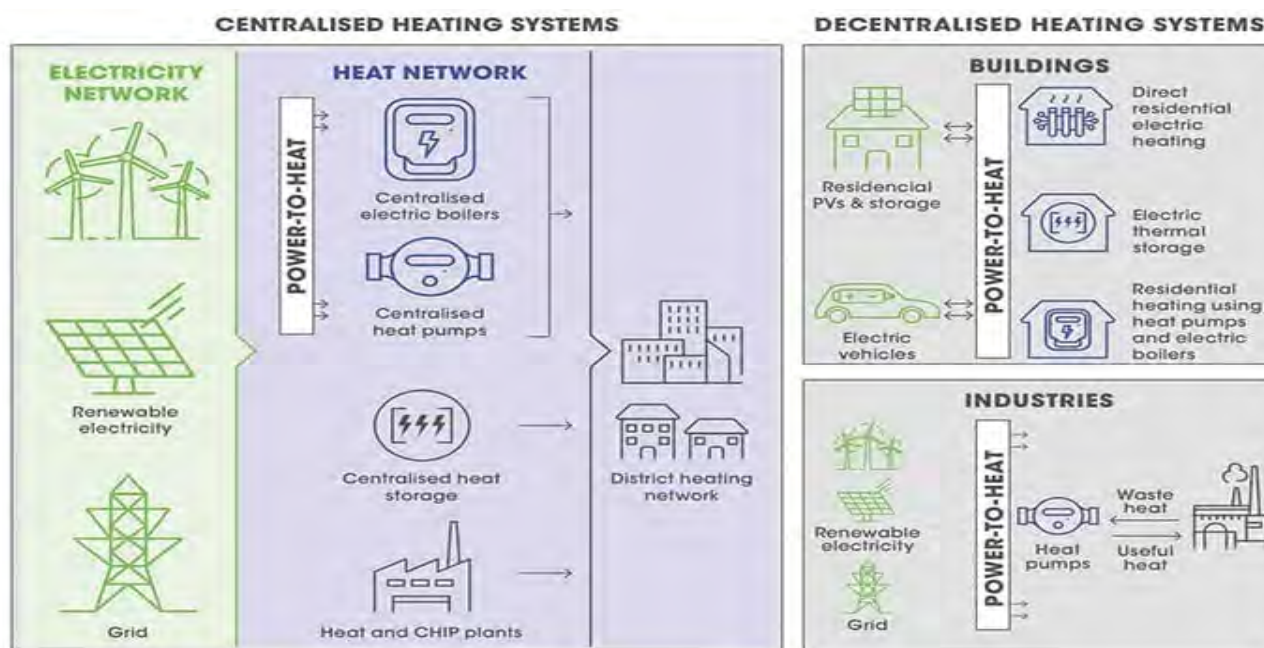 CENTRALISED HEATING SYSTEMS
ELECTRICITY
NETWORK
Renewable
electricity
Grid
HEAT NETWORK
POWER-TO-HEAT
Centralised
electric boilers
Centralised
heat pumps
Centralised heat
storage
Heat and CHIP plants
District heating
network
DECENTRALISED HEATING SYSTEMS
BUILDINGS
Residencial
PVs & storage
Electric
vehicles
POWER-TO-HEAT
Direct
residential
electric
heating
Electric
thermal
storage
Residential
heating using
heat pumps
and electric
boilers
INDUSTRIES
Renewable
electricity
Grid
POWER-TO-HEAT
Heat
pumps
Waste
heat
Useful
heat